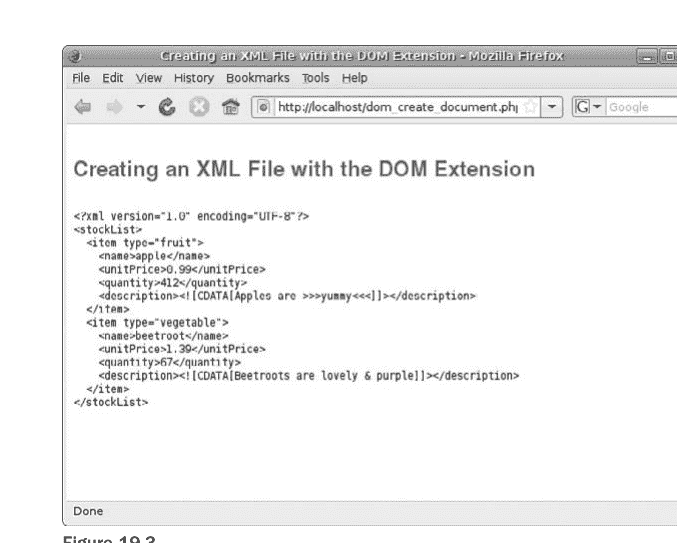 Creating an XML File with the DOM Extension - Mozilla Firefox
File Edit View History Bookmarks Tools Help
http://localhost/dom_create_document.php
G Google
Creating an XML File with the DOM Extension
<?xml version="1.0" encoding="UTF-8"?>
<stockList>
<item type="fruit">
<name>apple</name>
<unitPrice>0.99</unitPrice>
<quantity>412</quantity>
<description><![CDATA[Apples are >>>yummy<<<]]></description>
</item>
<item type="vegetable">
<name>beetroot</name>
<unitPrice>1.39</unitPrice>
<quantity>67</quantity>
<description><![CDATA[Beetroots are lovely & purple]]></description>
</item>
</stockList>
Done
Figure 19